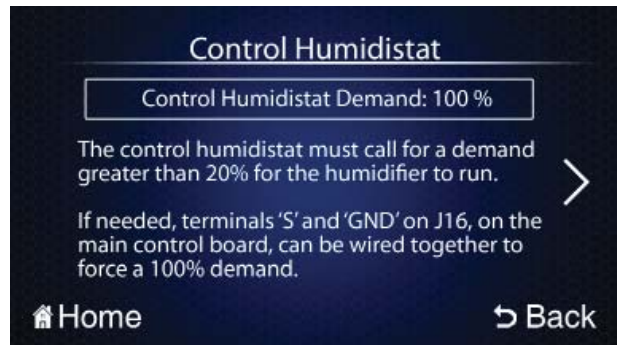 Control Humidistat
Control Humidistat Demand: 100 %
The control humidistat must call for a demand
greater than 20% for the humidifier to run.
If needed, terminals ‘S’ and ‘GND’ on J16, on the
main control board, can be wired together to
force a 100% demand.
Home
Back